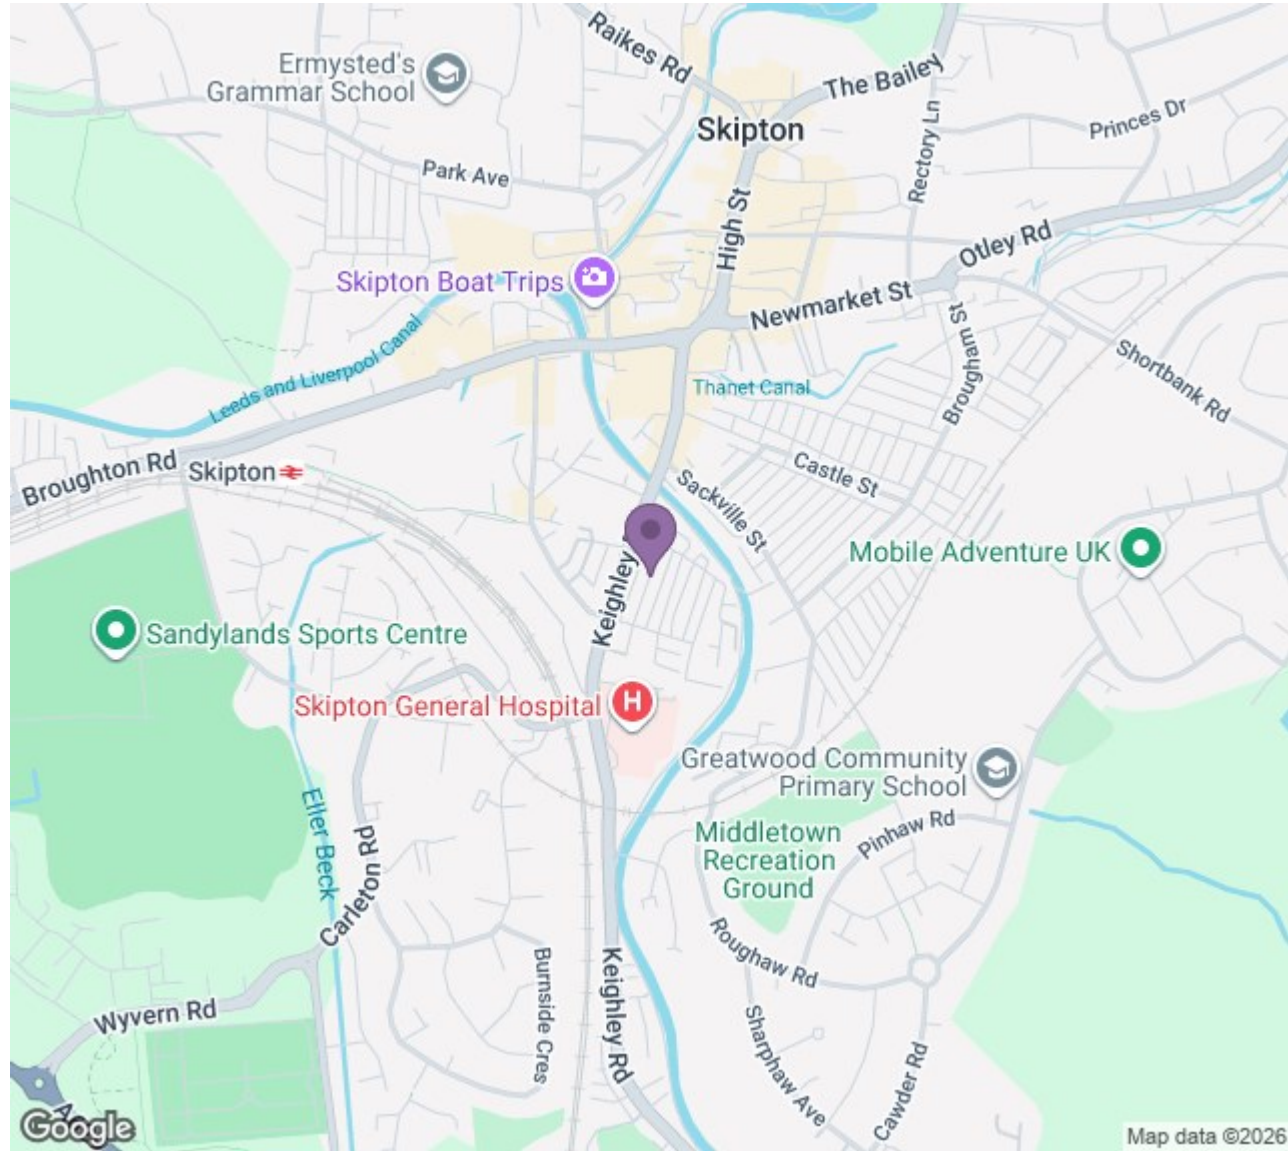 Raikes Rd
The Bailey
Ermysted's
Grammar School
Skipton
Princes Dr
Rectory Ln
Park Ave
High St
Otley Rd
Skipton Boat Trips
Newmarket St
Leeds and Liverpool Canal
Brougham St
Shortbank Rd
Thanet Canal
Broughton Rd
Skipton
Castle St
Sackville St
Mobile Adventure UK
Keighley
Sandylands Sports Centre
Skipton General Hospital
H
Greatwood Community
Primary School
Eller Beck
Carleton Rd
Middletown
Recreation
Ground
Pinhaw Rd
Roughaw Rd
Burnside Cres
Keighley Rd
Wyvern Rd
Sharphaw Ave
Cawder Rd
Google
Map data ©2026